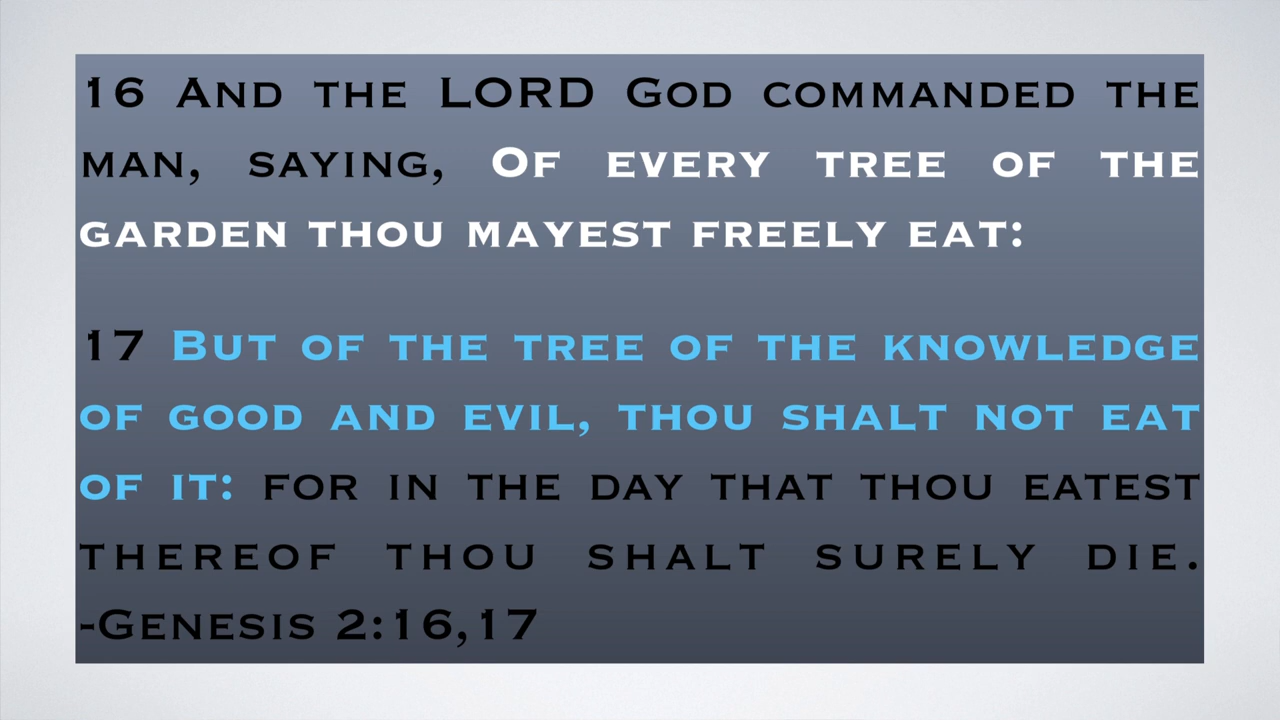 16 And the LORD God commanded the
man, saying, Of every tree of the
garden thou mayest freely eat:
17 But of the tree of the knowledge
of good and evil, thou shalt not eat
of it: for in the day that thou eatest
thereof thou shalt surely die.
-Genesis 2:16,17